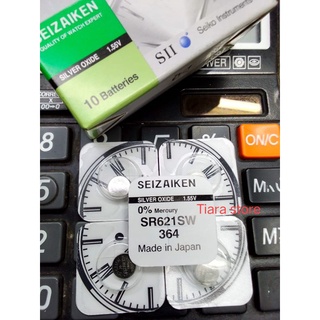 SEIZAIKEN
QUALITY OF WATCH EXPERT
SILVER OXIDE 1.55V
10 Batteries
SII
Seiko Instruments
%
ON/C
MU
SEIZAIKEN
SILVER OXIDE 1.55V
0% Mercury
SR621SW
364
Made in Japan
Tiara store